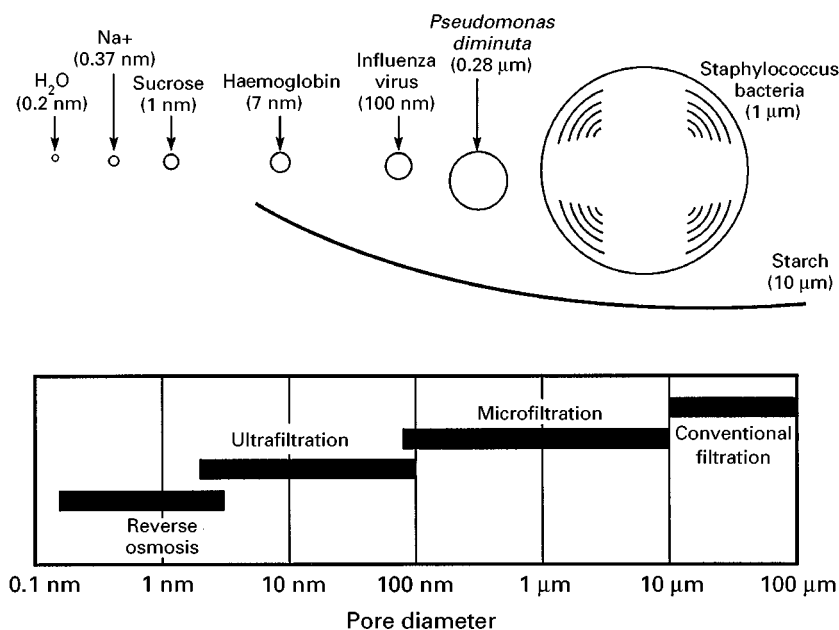 H₂O
(0.2 nm)
Na+
(0.37 nm)
Sucrose
(1 nm)
Haemoglobin
(7 nm)
Influenza
virus
(100 nm)
Pseudomonas
diminuta
(0.28 μm)
Staphylococcus
bacteria
(1 μm)
Starch
(10 μm)
Microfiltration
Ultrafiltration
Conventional
filtration
Reverse
osmosis
0.1 nm 1 nm 10 nm 100 nm 1 μm 10 μm 100 μm
Pore diameter